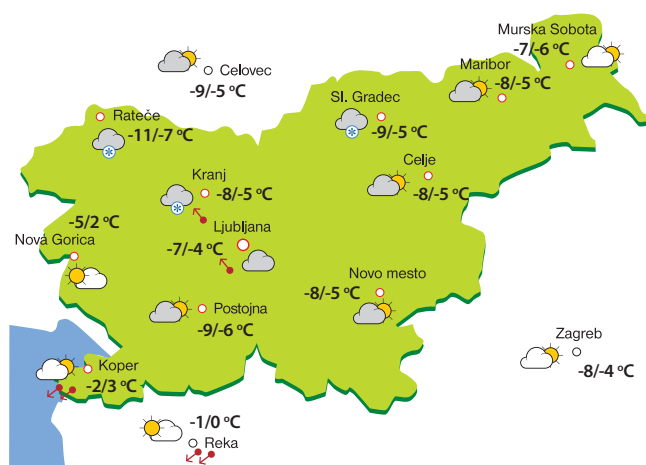 Murska Sobota
-7/-6 °C
Maribor
-8/-5 °C
Celovec
-9/-5 °C
Sl. Gradec
-9/-5 °C
Rateče
-11/-7 °C
Celje
-8/-5 °C
Kranj
-8/-5 °C
-5/2 °C
Nova Gorica
Ljubljana
-7/-4 °C
Novo mesto
-8/-5 °C
Postojna
-9/-6 °C
Zagreb
-8/-4 °C
Koper
-2/3 °C
-1/0 °C
Reka